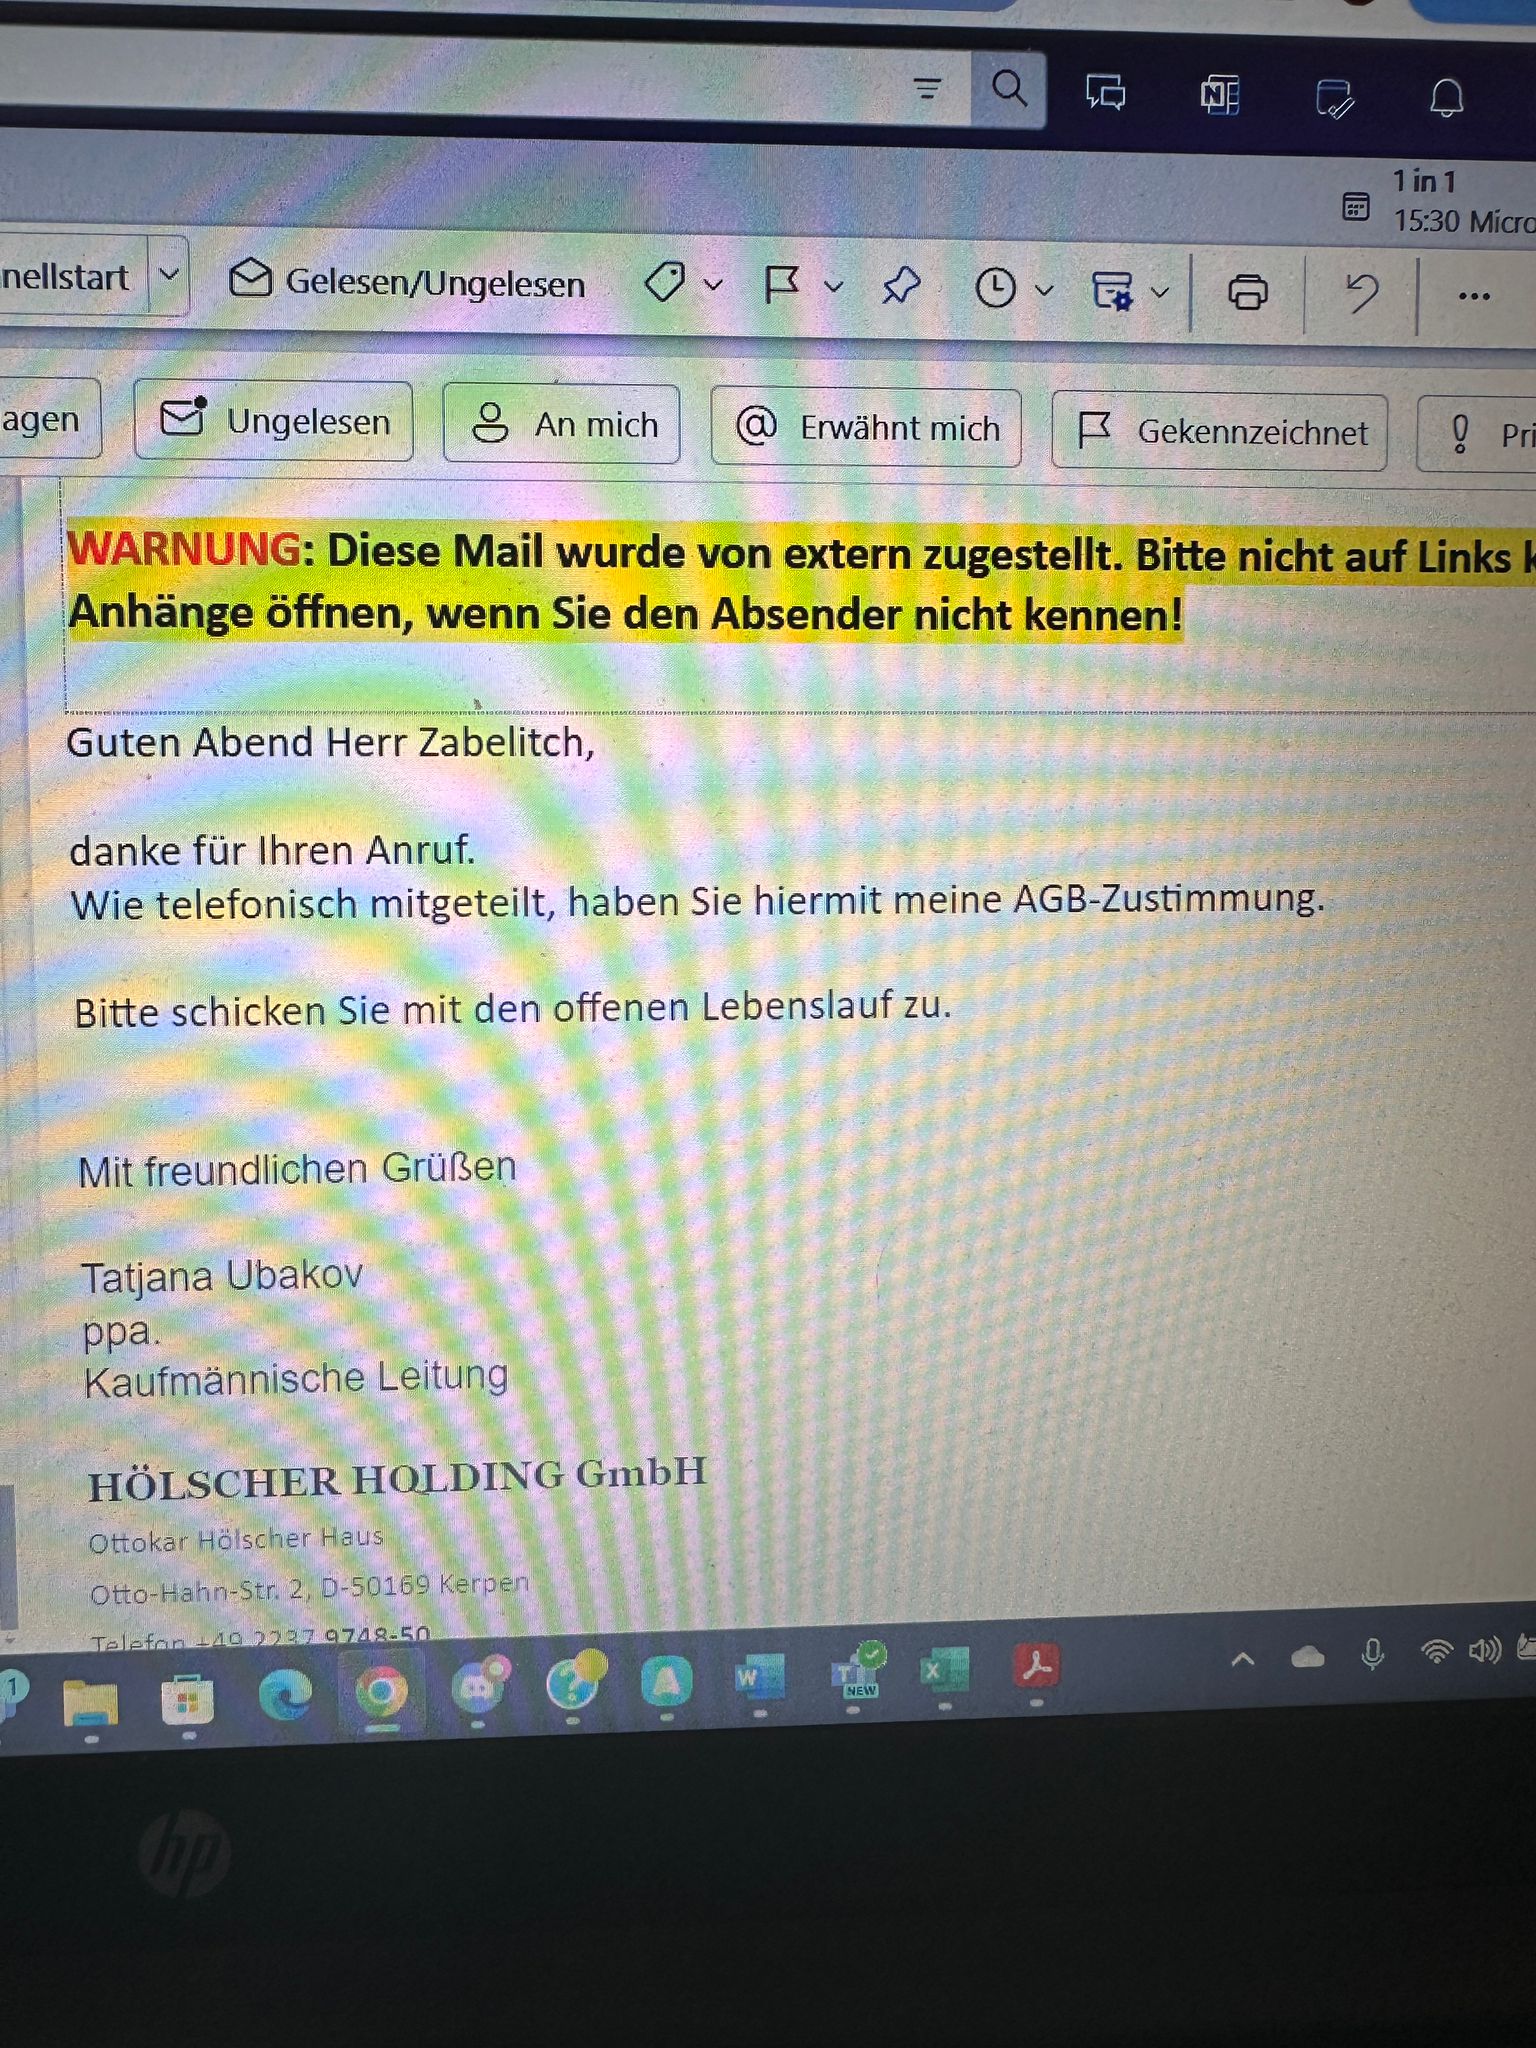 1 in 1
15:30
nellstart
Gelesen/Ungelesen
agen
Ungelesen
An mich
Erwähnt mich
Gekennzeichnet
WARNUNG: Diese Mail wurde von extern zugestellt. Bitte nicht auf Links
Anhänge öffnen, wenn Sie den Absender nicht kennen!
Guten Abend Herr Zabelitch,
danke für Ihren Anruf.
Wie telefonisch mitgeteilt, haben Sie hiermit meine AGB-Zustimmung.
Bitte schicken Sie mit den offenen Lebenslauf zu.
Mit freundlichen Grüßen
Tatjana Ubakov
ppa.
Kaufmännische Leitung
HÖLSCHER HOLDING GmbH
Ottokar Hölscher Haus
Otto-Hahn-Str. 2, D-50169 Kerpen
Telefon +49 2237 9748-50
1
NEW
hp